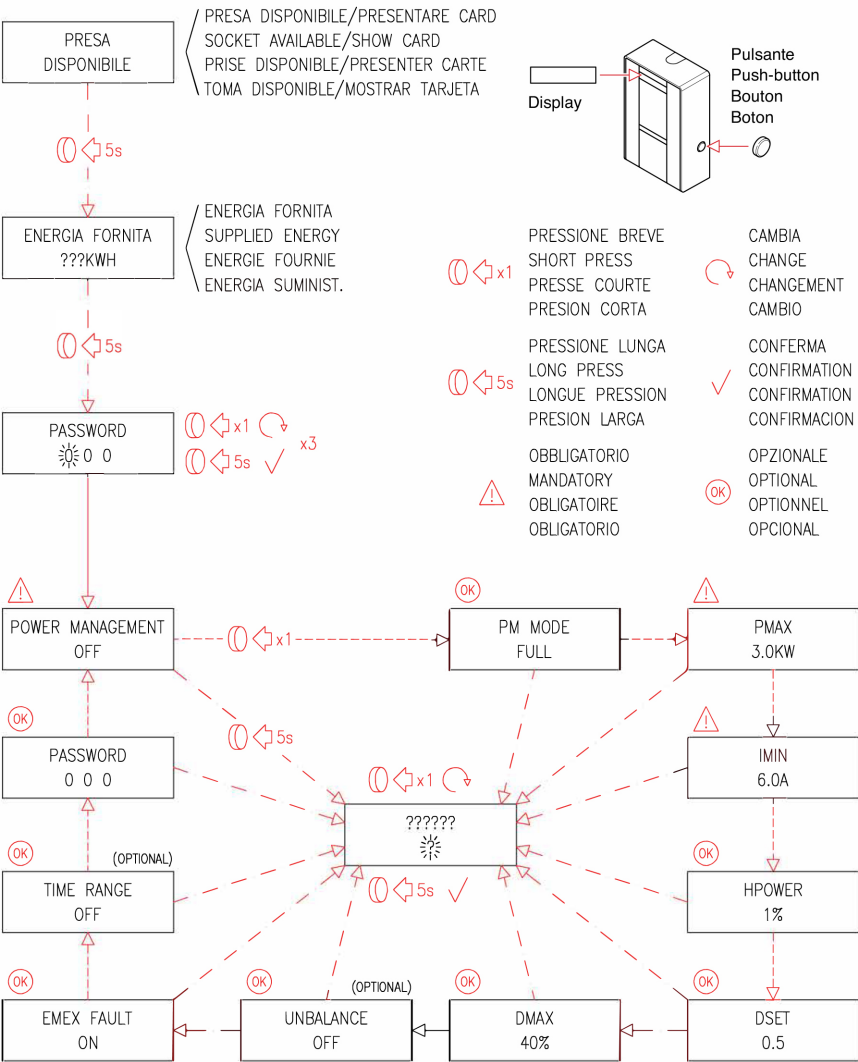 PRESA
DISPONIBILE
PRESA DISPONIBILE/PRESENTARE CARD
SOCKET AVAILABLE/SHOW CARD
PRISE DISPONIBLE/PRESENTER CARTE
TOMA DISPONIBLE/MOSTRAR TARJETA
Display
Pulsante
Push-button
Bouton
Boton
5s
ENERGIA FORNITA
???KWH
ENERGIA FORNITA
SUPPLIED ENERGY
ENERGIE FOURNIE
ENERGIA SUMINIST.
x1
PRESSIONE BREVE
SHORT PRESS
PRESSE COURTE
PRESION CORTA
CAMBIA
CHANGE
CHANGEMENT
CAMBIO
5s
5s
PRESSIONE LUNGA
LONG PRESS
LONGUE PRESSION
PRESION LARGA
CONFERMA
CONFIRMATION
CONFIRMATION
CONFIRMACION
PASSWORD
0 0 0
x1
5s
x3
!
OBBLIGATORIO
MANDATORY
OBLIGATOIRE
OBLIGATORIO
OK
OPZIONALE
OPTIONAL
OPTIONNEL
OPCIONAL
!
POWER MANAGEMENT
OFF
x1
OK
PM MODE
FULL
!
PMAX
3.0KW
5s
OK
PASSWORD
0 0 0
!
IMIN
6.0A
x1
??????
?
5s
OK
(OPTIONAL)
TIME RANGE
OFF
OK
HPOWER
1%
OK
EMEX FAULT
ON
OK
(OPTIONAL)
UNBALANCE
OFF
OK
DMAX
40%
OK
DSET
0.5